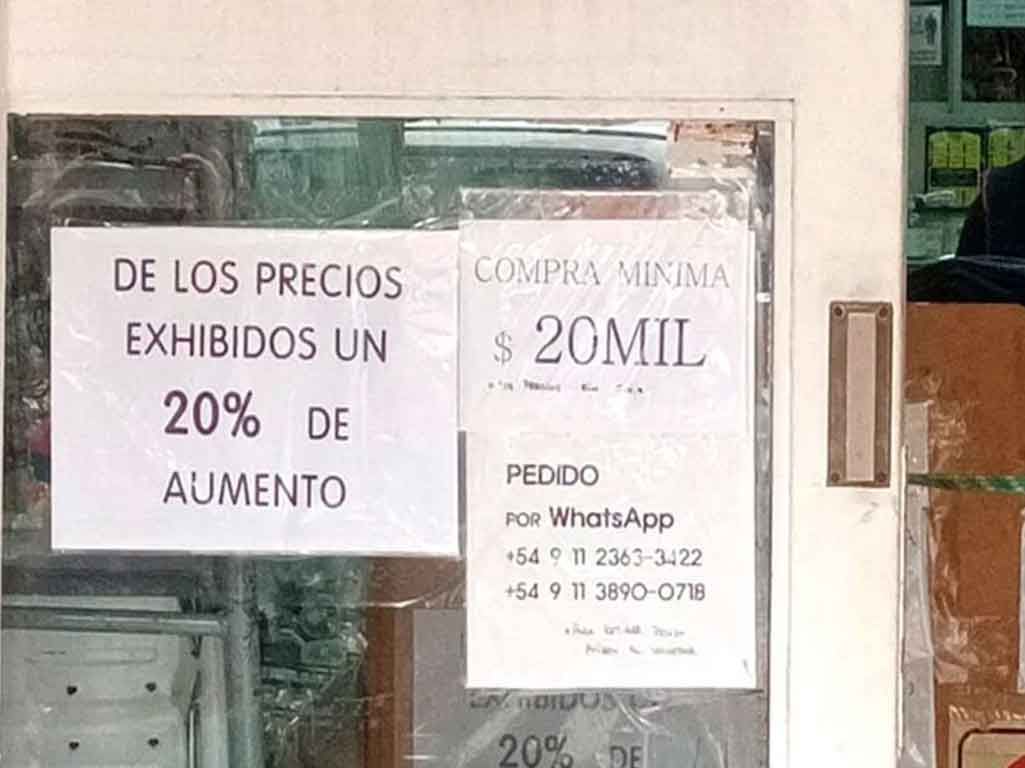 DE LOS PRECIOS
EXHIBIDOS UN
20% DE
AUMENTO
COMPRA MINIMA
$ 20MIL
PEDIDO
POR WhatsApp
+54 9 11 2363-3422
+54 9 11 3890-0718
EXHIBIDOS
20% DE